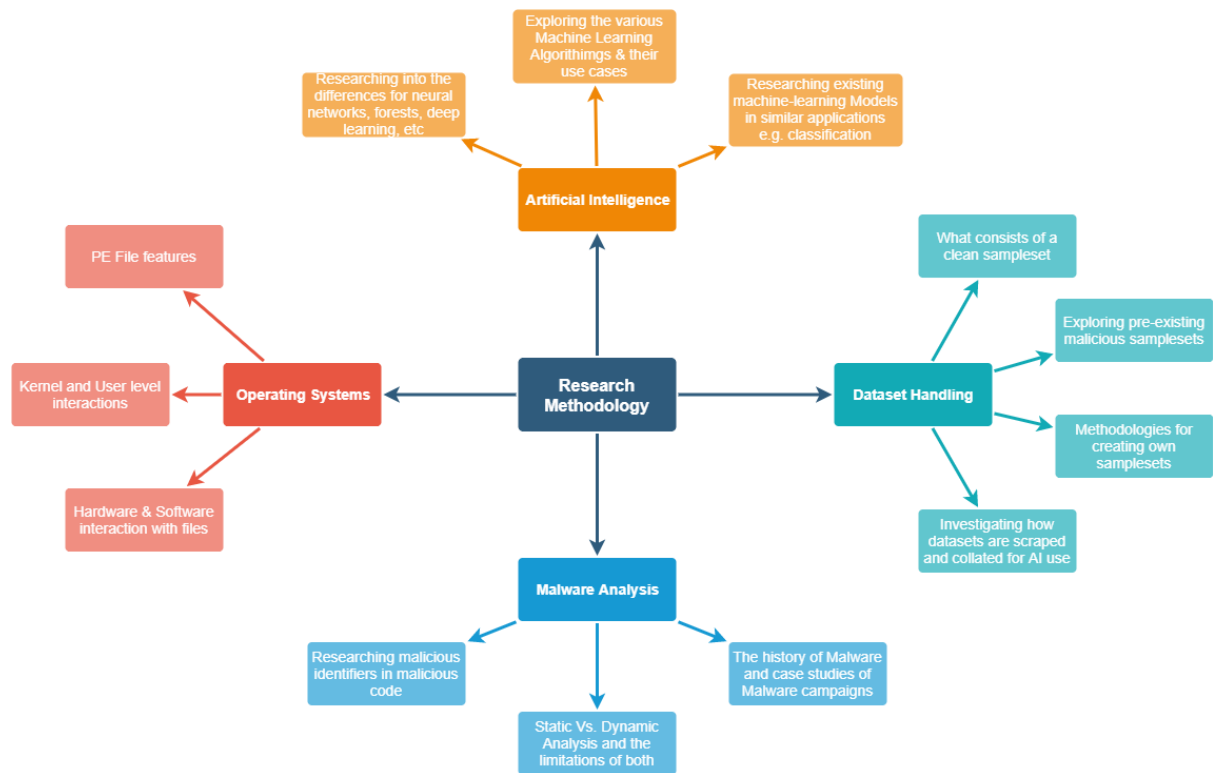 Exploring the various
Machine Learning
Algorithimgs & their
use cases
Researching into the
differences for neural
networks, forests, deep
learning, etc
Researching existing
machine-learning Models
in similar applications
e.g. classification
Artificial Intelligence
PE File features
What consists of a
clean sampleset
Exploring pre-existing
malicious samplesets
Kernel and User level
interactions
Operating Systems
Research
Methodology
Dataset Handling
Methodologies for
creating own
samplesets
Hardware & Software
interaction with files
Investigating how
datasets are scraped
and collated for AI use
Malware Analysis
Researching malicious
identifiers in malicious
code
The history of Malware
and case studies of
Malware campaigns
Static Vs. Dynamic
Analysis and the
limitations of both